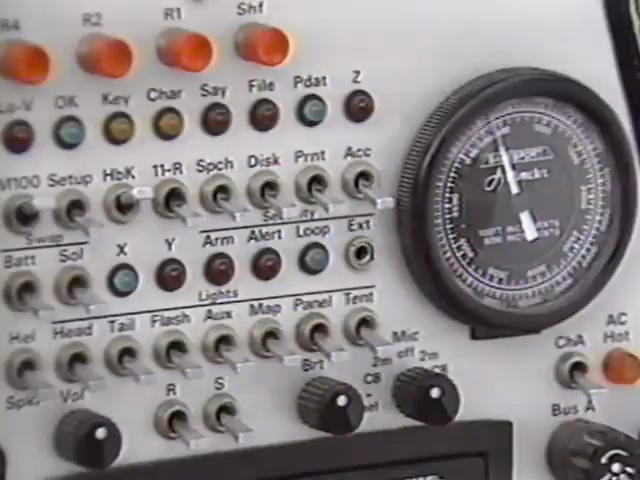 R4 R2 R1 Shf
Lo-V OK Key Char Say File Pdat Z
M100 Setup HbK 11-R Spch Disk Prnt Acc
Swap
Batt Sol X Y Arm Alert Loop Ext
Lights
Hel Head Tail Flash Aux Map Panel Tent
Spkr Vol R S Brt CB 2m off 2m CB Mic
ChA AC
Hot
Bus A